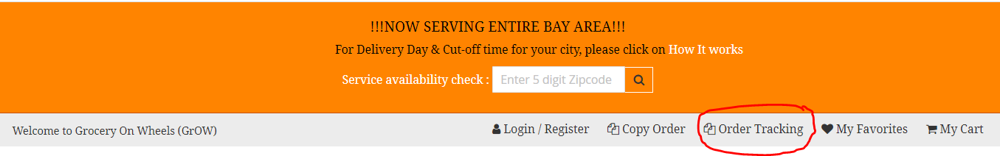 !!!NOW SERVING ENTIRE BAY AREA!!!
For Delivery Day & Cut-off time for your city, please click on How It works
Service availability check : Enter 5 digit Zipcode
Welcome to Grocery On Wheels (GrOW) Login / Register Copy Order Order Tracking My Favorites My Cart